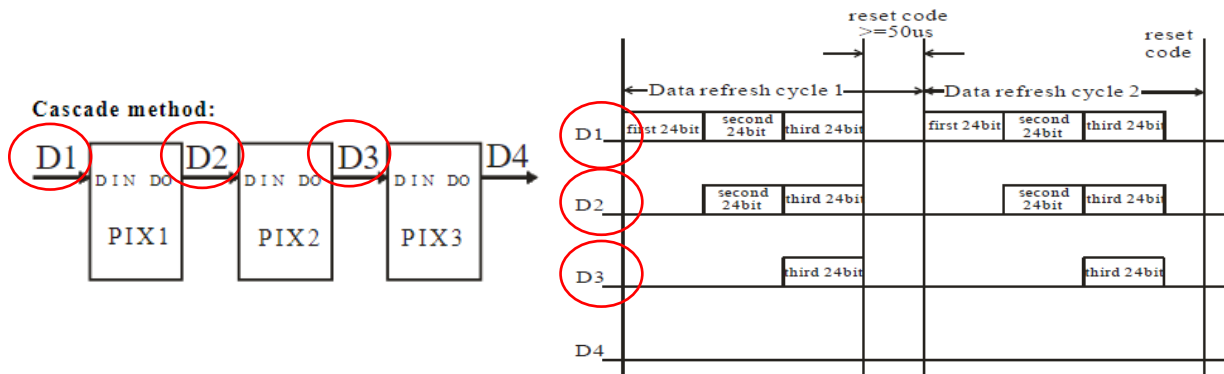 Cascade method:
D1
D2
D3
D4
DIN DO
DIN DO
DIN DO
PIX1
PIX2
PIX3
reset code
>=50us
reset
code
Data refresh cycle 1
Data refresh cycle 2
D1
first 24bit
second
24bit
third 24bit
first 24bit
second
24bit
third 24bit
D2
second
24bit
third 24bit
second
24bit
third 24bit
D3
third 24bit
third 24bit
D4